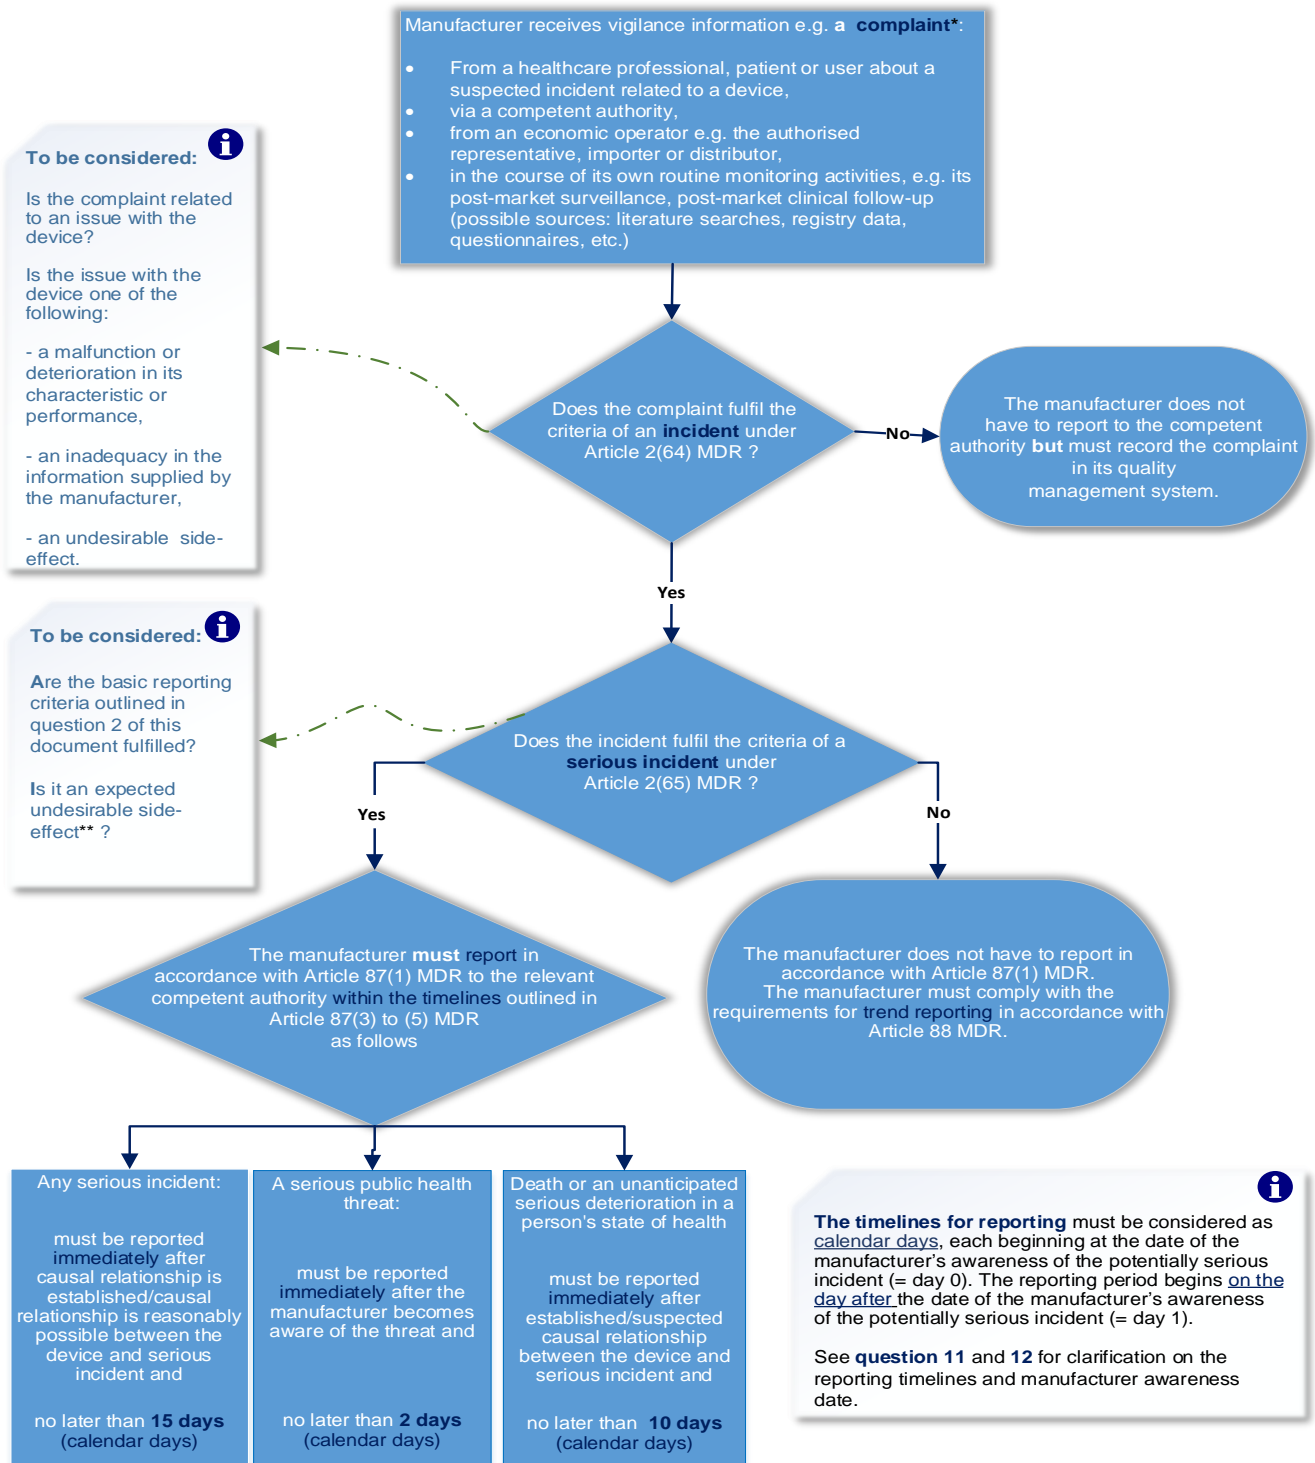 Manufacturer receives vigilance information e.g. a complaint*:
• From a healthcare professional, patient or user about a
suspected incident related to a device,
• via a competent authority,
• from an economic operator e.g. the authorised
representative, importer or distributor,
• in the course of its own routine monitoring activities, e.g. its
post-market surveillance, post-market clinical follow-up
(possible sources: literature searches, registry data,
questionnaires, etc.)
To be considered:
Is the complaint related
to an issue with the
device?
Is the issue with the
device one of the
following:
- a malfunction or
deterioration in its
characteristic or
performance,
- an inadequacy in the
information supplied by
the manufacturer,
- an undesirable side-
effect.
Does the complaint fulfil the
criteria of an incident under
Article 2(64) MDR ?
No
The manufacturer does not
have to report to the competent
authority but must record the complaint
in its quality
management system.
Yes
To be considered:
Are the basic reporting
criteria outlined in
question 2 of this
document fulfilled?
Is it an expected
undesirable side-
effect** ?
Does the incident fulfil the criteria of a
serious incident under
Article 2(65) MDR ?
Yes
No
The manufacturer must report in
accordance with Article 87(1) MDR to the relevant
competent authority within the timelines outlined in
Article 87(3) to (5) MDR
as follows
The manufacturer does not have to report in
accordance with Article 87(1) MDR.
The manufacturer must comply with the
requirements for trend reporting in accordance with
Article 88 MDR.
Any serious incident:
must be reported
immediately after
causal relationship is
established/causal
relationship is reasonably
possible between the
device and serious
incident and
no later than 15 days
(calendar days)
A serious public health
threat:
must be reported
immediately after the
manufacturer becomes
aware of the threat and
no later than 2 days
(calendar days)
Death or an unanticipated
serious deterioration in a
person's state of health
must be reported
immediately after
established/suspected
causal relationship
between the device and
serious incident and
no later than 10 days
(calendar days)
The timelines for reporting must be considered as
calendar days, each beginning at the date of the
manufacturer's awareness of the potentially serious
incident (= day 0). The reporting period begins on the
day after the date of the manufacturer's awareness
of the potentially serious incident (= day 1).
See question 11 and 12 for clarification on the
reporting timelines and manufacturer awareness
date.